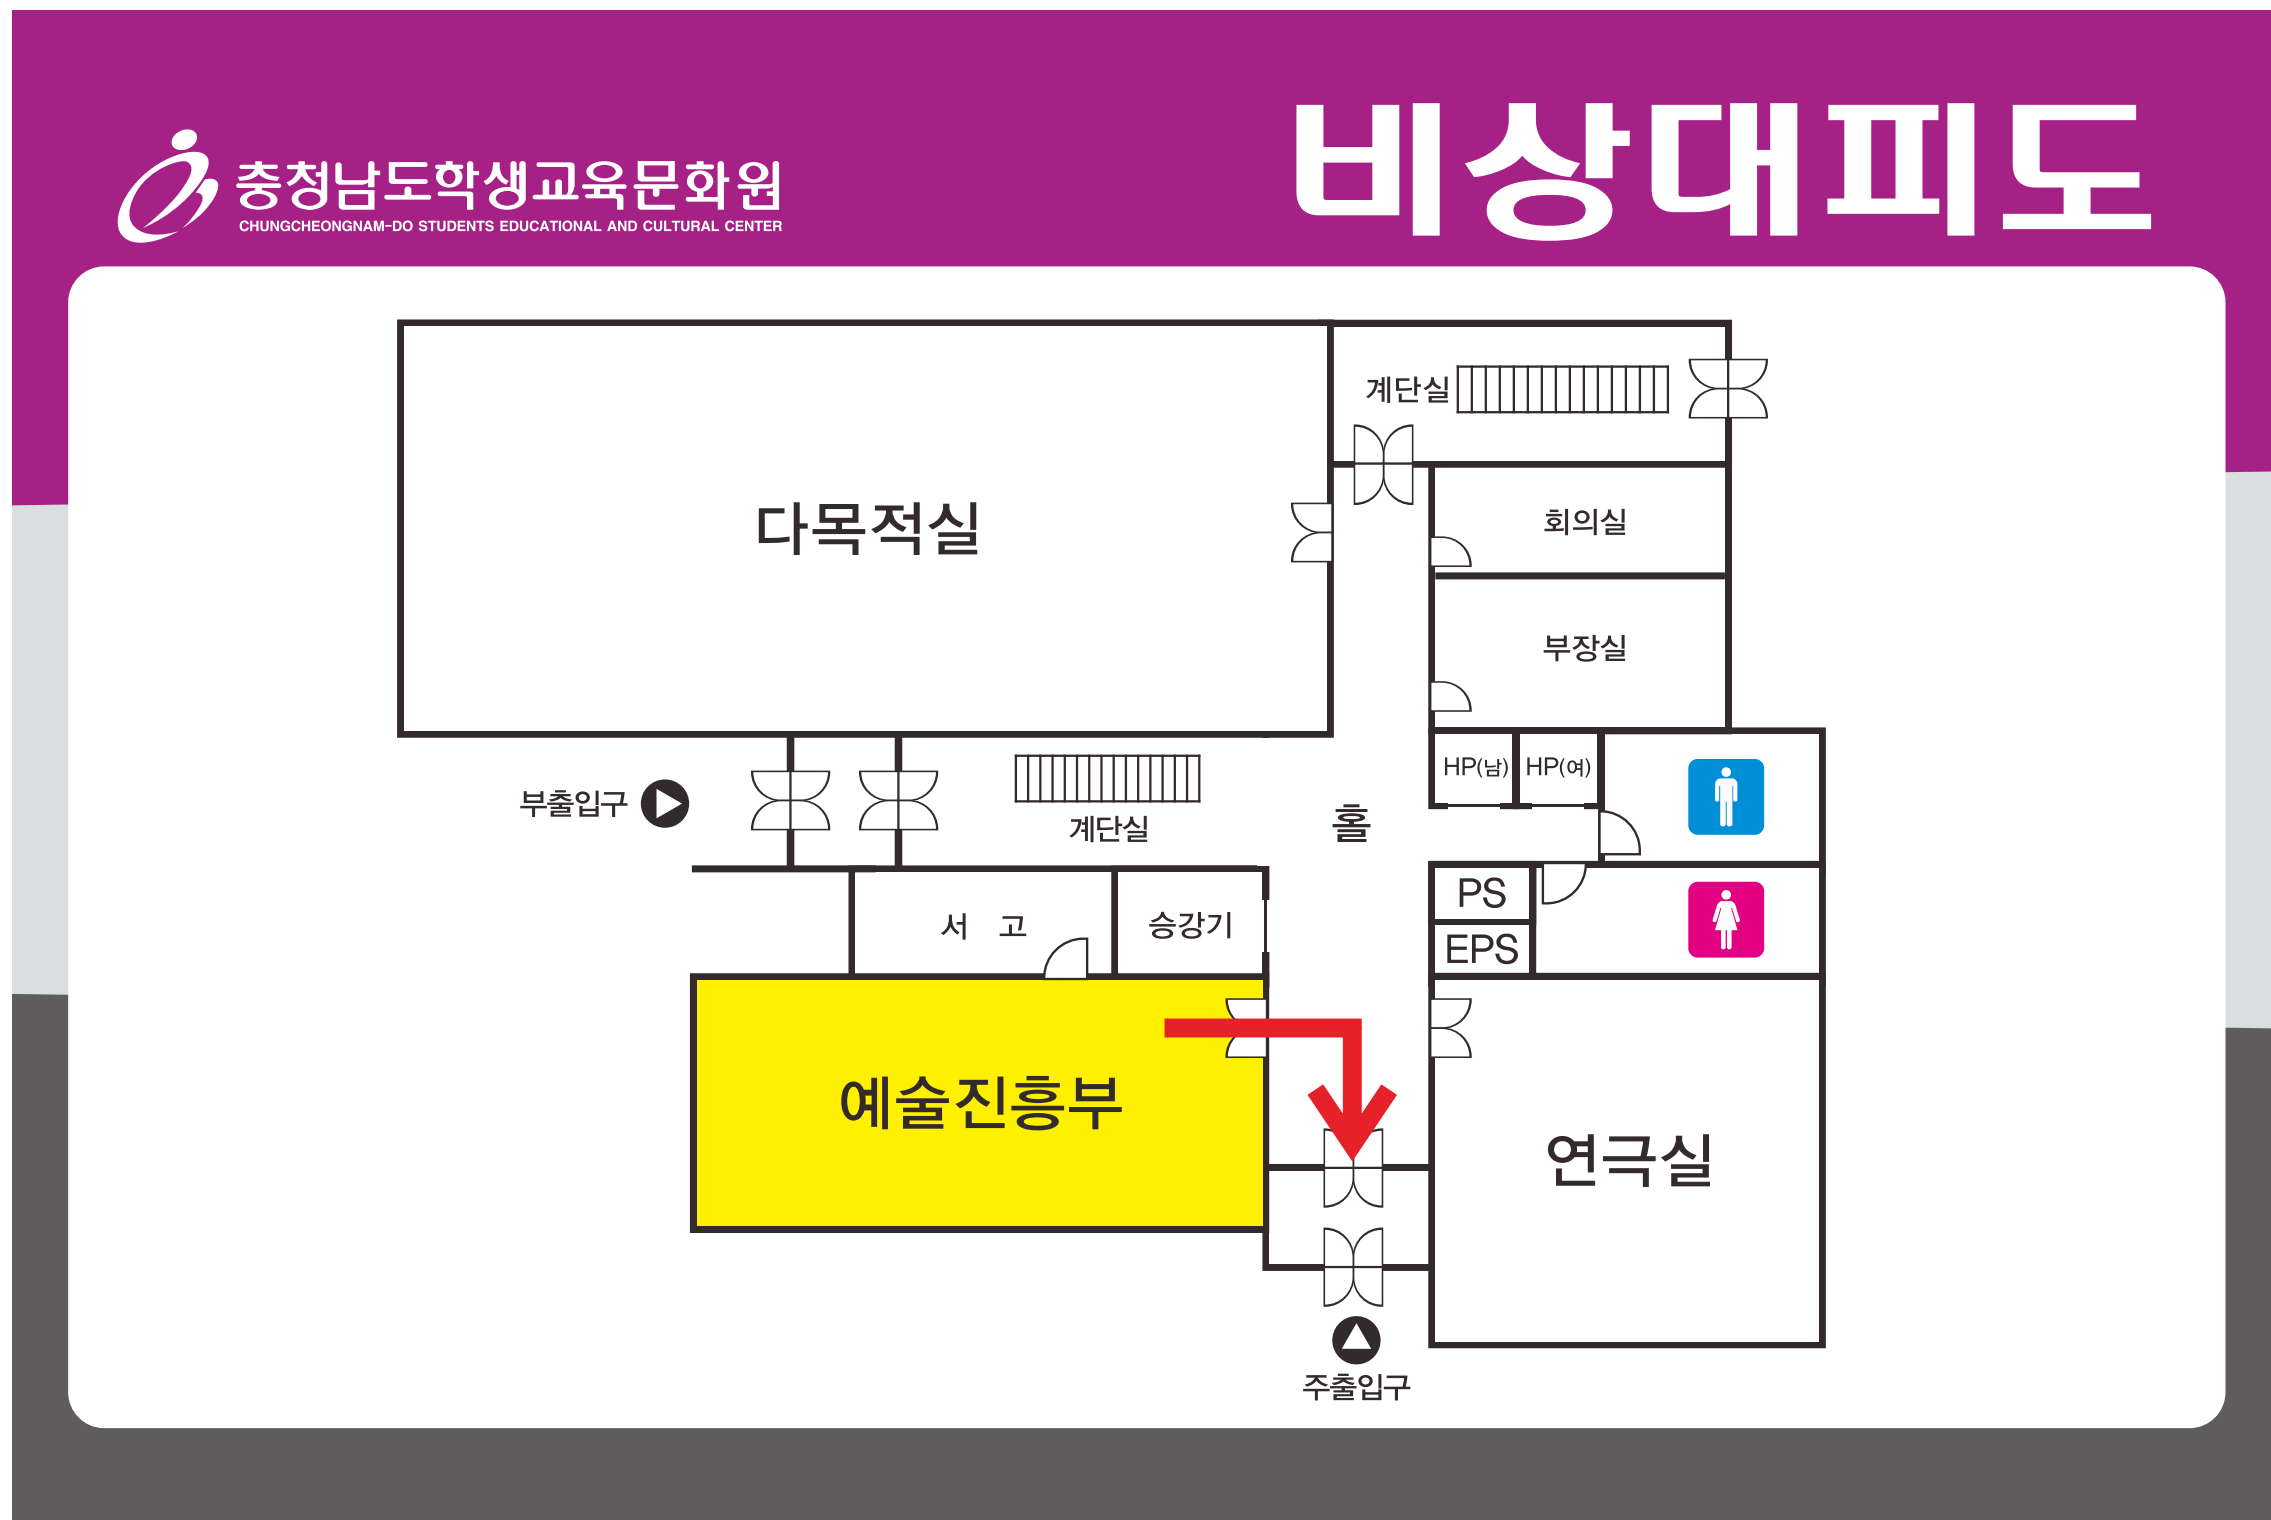 충청남도학생교육문화원
CHUNGCHEONGNAM-DO STUDENTS EDUCATIONAL AND CULTURAL CENTER
비상대피도
계단실
다목적실
회의실
부장실
HP(남)
HP(여)
부출입구
계단실
홀
PS
서 고
승강기
EPS
예술진흥부
연극실
주출입구